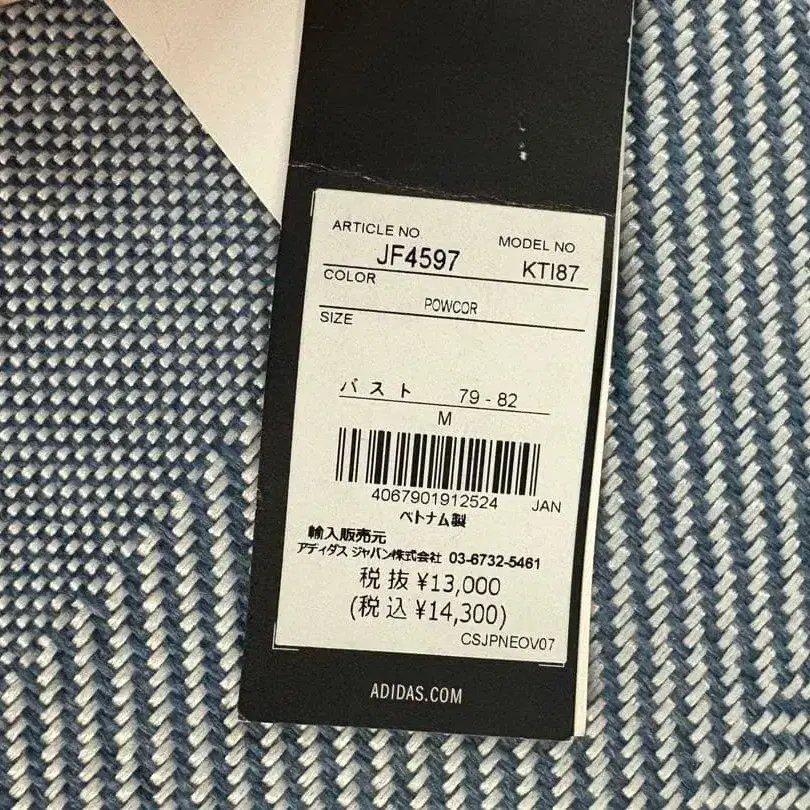 ARTICLE NO
MODEL NO
JF4597
KTI87
COLOR
POWCOR
SIZE
バスト 79 - 82
M
4067901912524 JAN
ベトナム製
輸入販売元
アディダス ジャパン株式会社 03-6732-5461
税抜 ¥13,000
(税込 ¥14,300)
CSJPNEOV07
ADIDAS.COM